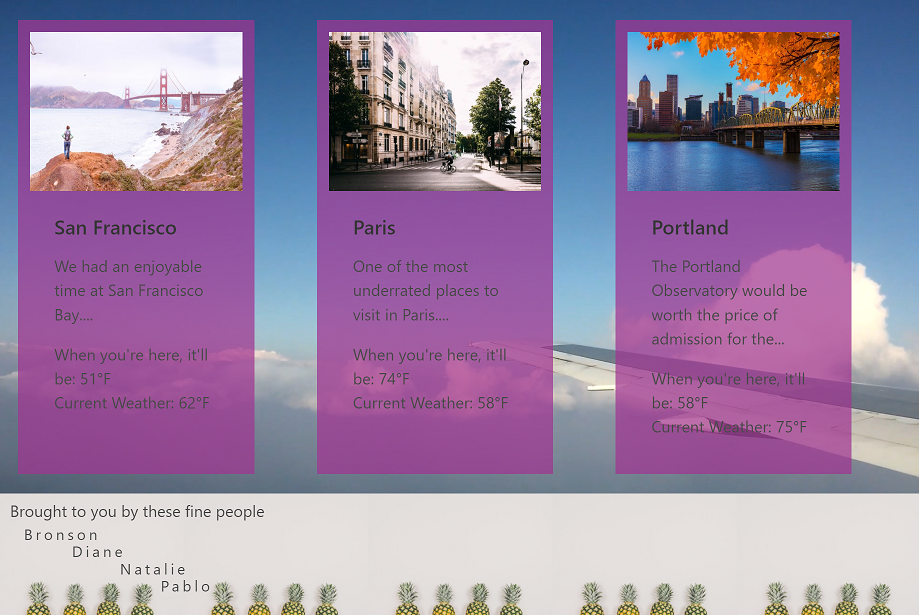 San Francisco
We had an enjoyable
time at San Francisco
Bay....
When you're here, it'll
be: 51°F
Current Weather: 62°F
Paris
One of the most
underrated places to
visit in Paris....
When you're here, it'll
be: 74°F
Current Weather: 58°F
Portland
The Portland
Observatory would be
worth the price of
admission for the...
When you're here, it'll
be: 58°F
Current Weather: 75°F
Brought to you by these fine people
Bronson
Diane
Natalie
Pablo